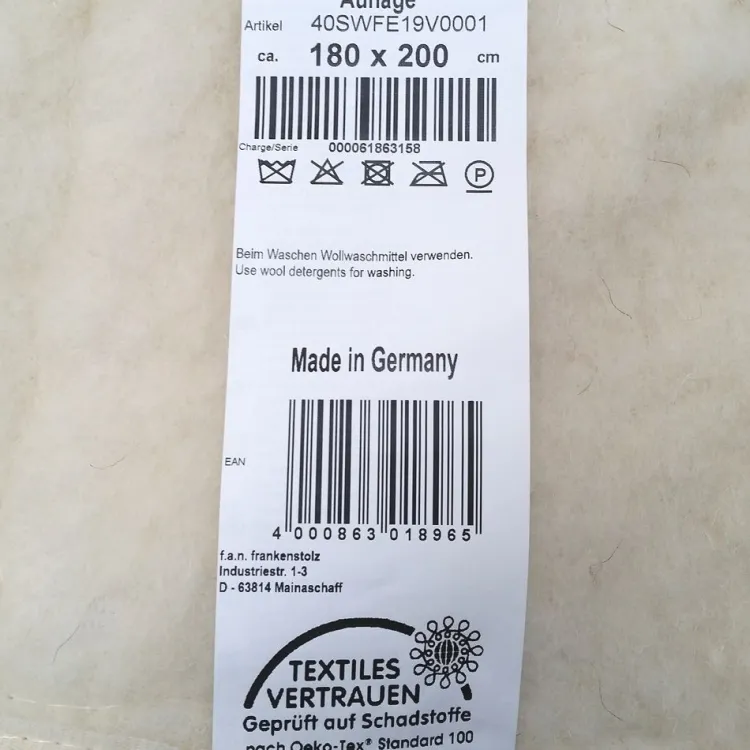 Auflage
Artikel 40SWFE19V0001
ca. 180 x 200 cm
Charge/Serie 000061863158
P
Beim Waschen Wollwaschmittel verwenden.
Use wool detergents for washing.
Made in Germany
EAN
4 000863 018965
f.a.n. frankenstolz
Industriestr. 1-3
D - 63814 Mainaschaff
TEXTILES
VERTRAUEN
Geprüft auf Schadstoffe
nach Oeko-Tex® Standard 100